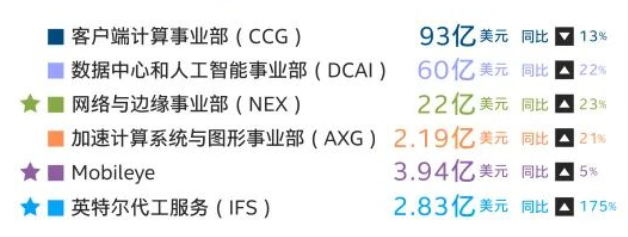 客户端计算事业部（CCG） 93亿美元 同比 ▼ 13%
数据中心和人工智能事业部（DCAI） 60亿美元 同比 ▲ 22%
网络与边缘事业部（NEX） 22亿美元 同比 ▲ 23%
加速计算系统与图形事业部（AXG） 2.19亿美元 同比 ▲ 21%
Mobileye 3.94亿美元 同比 ▲ 5%
英特尔代工服务（IFS） 2.83亿美元 同比 ▲ 175%